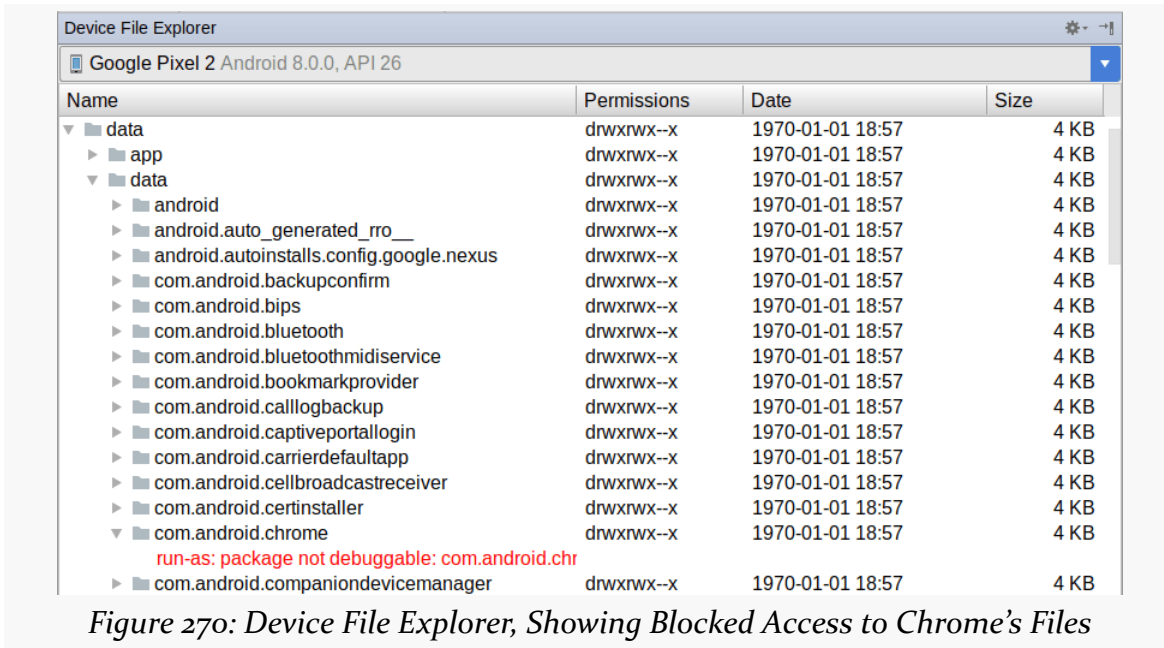 Device File Explorer
Google Pixel 2 Android 8.0.0, API 26
Name Permissions Date Size
data drwxrwx--x 1970-01-01 18:57 4 KB
app drwxrwx--x 1970-01-01 18:57 4 KB
data drwxrwx--x 1970-01-01 18:57 4 KB
android drwxrwx--x 1970-01-01 18:57 4 KB
android.auto_generated_rro__ drwxrwx--x 1970-01-01 18:57 4 KB
android.autoinstalls.config.google.nexus drwxrwx--x 1970-01-01 18:57 4 KB
com.android.backupconfirm drwxrwx--x 1970-01-01 18:57 4 KB
com.android.bips drwxrwx--x 1970-01-01 18:57 4 KB
com.android.bluetooth drwxrwx--x 1970-01-01 18:57 4 KB
com.android.bluetoothmidiservice drwxrwx--x 1970-01-01 18:57 4 KB
com.android.bookmarkprovider drwxrwx--x 1970-01-01 18:57 4 KB
com.android.calllogbackup drwxrwx--x 1970-01-01 18:57 4 KB
com.android.captiveportallogin drwxrwx--x 1970-01-01 18:57 4 KB
com.android.carrierdefaultapp drwxrwx--x 1970-01-01 18:57 4 KB
com.android.cellbroadcastreceiver drwxrwx--x 1970-01-01 18:57 4 KB
com.android.certinstaller drwxrwx--x 1970-01-01 18:57 4 KB
com.android.chrome drwxrwx--x 1970-01-01 18:57 4 KB
run-as: package not debuggable: com.android.chr
com.android.companiondevicemanager drwxrwx--x 1970-01-01 18:57 4 KB
Figure 270: Device File Explorer, Showing Blocked Access to Chrome's Files